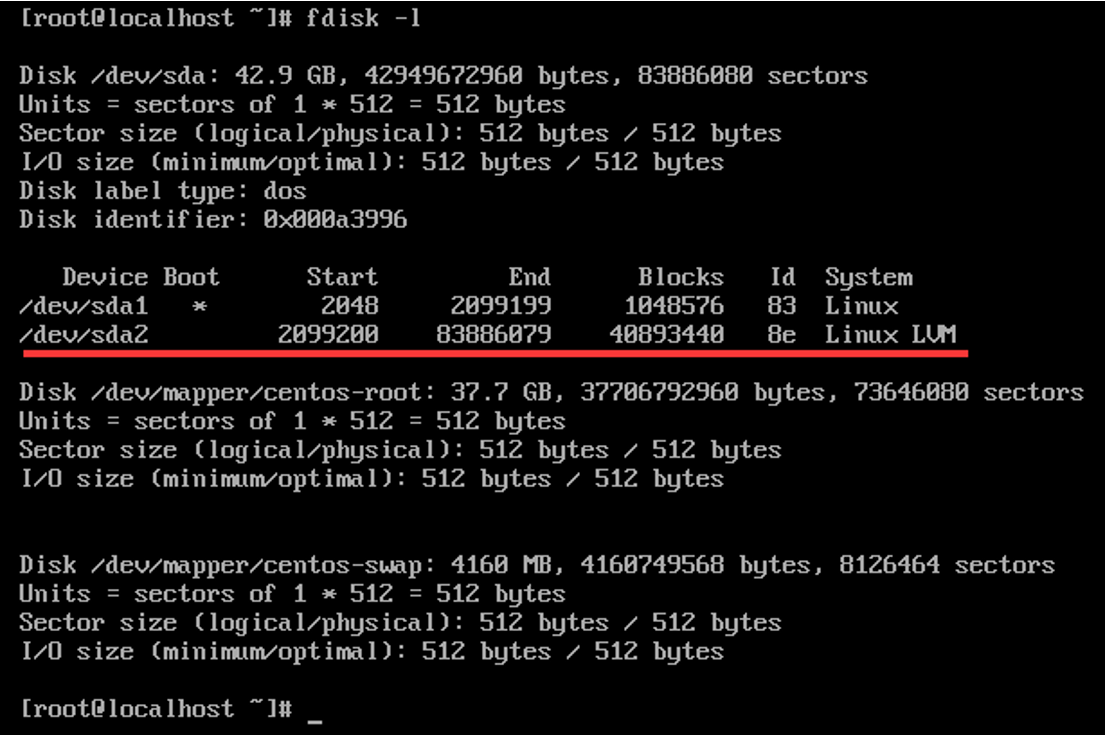 [root@localhost ~]# fdisk -l
Disk /dev/sda: 42.9 GB, 42949672960 bytes, 83886080 sectors
Units = sectors of 1 * 512 = 512 bytes
Sector size (logical/physical): 512 bytes / 512 bytes
I/O size (minimum/optimal): 512 bytes / 512 bytes
Disk label type: dos
Disk identifier: 0x000a3996
Device Boot Start End Blocks Id System
/dev/sda1 * 2048 2099199 1048576 83 Linux
/dev/sda2 2099200 83886079 40893440 8e Linux LVM
Disk /dev/mapper/centos-root: 37.7 GB, 37706792960 bytes, 73646080 sectors
Units = sectors of 1 * 512 = 512 bytes
Sector size (logical/physical): 512 bytes / 512 bytes
I/O size (minimum/optimal): 512 bytes / 512 bytes
Disk /dev/mapper/centos-swap: 4160 MB, 4160749568 bytes, 8126464 sectors
Units = sectors of 1 * 512 = 512 bytes
Sector size (logical/physical): 512 bytes / 512 bytes
I/O size (minimum/optimal): 512 bytes / 512 bytes
[root@localhost ~]# _